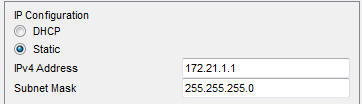 IP Configuration
DHCP
Static
IPv4 Address 172.21.1.1
Subnet Mask 255.255.255.0